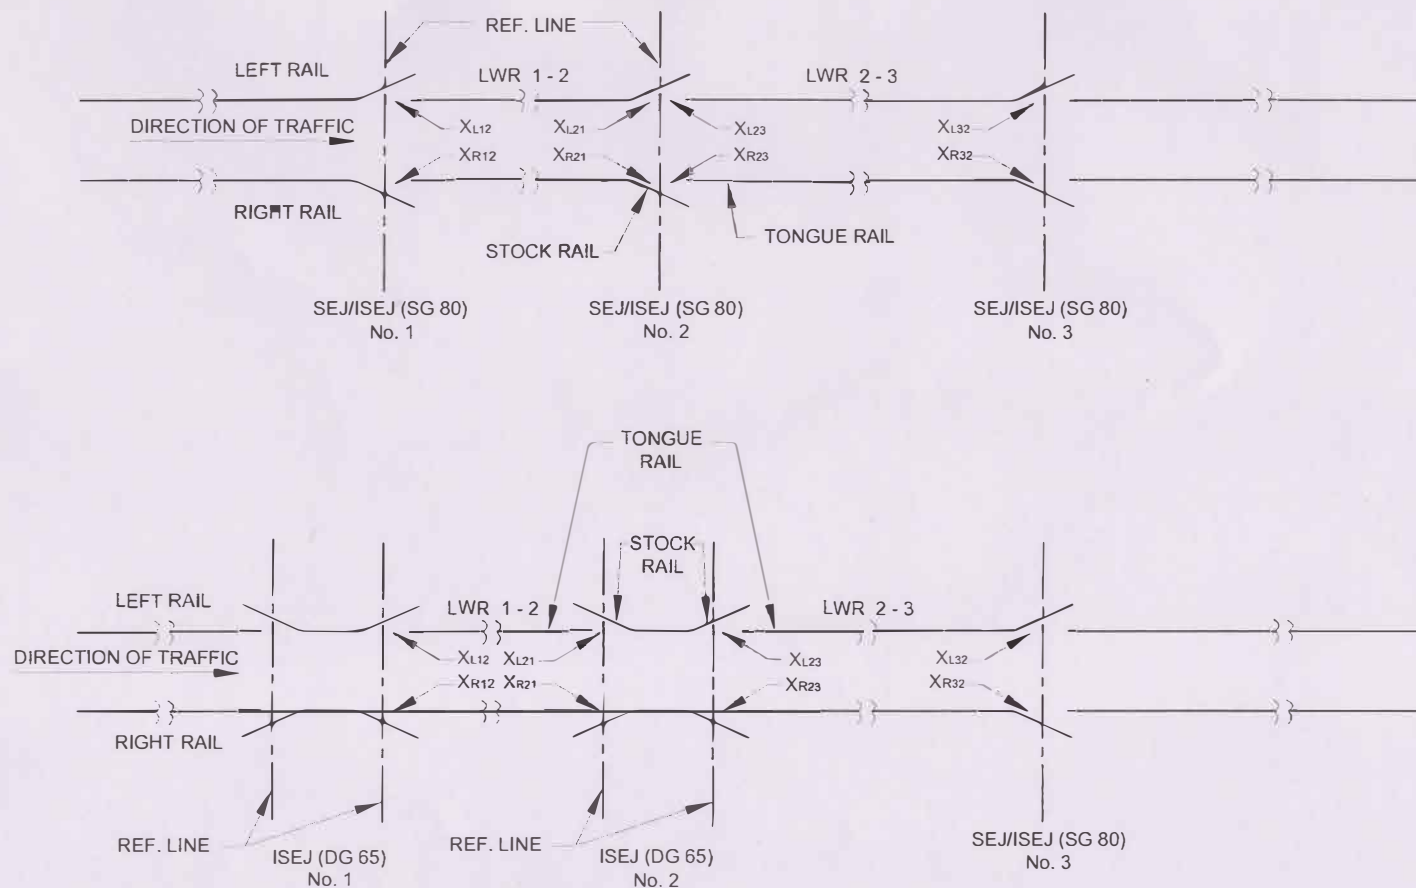 REF. LINE
LEFT RAIL
LWR 1 - 2
LWR 2 - 3
DIRECTION OF TRAFFIC
XL12
XL21
XL23
XL32
XR12
XR21
XR23
XR32
RIGHT RAIL
STOCK RAIL
TONGUE RAIL
SEJ/ISEJ (SG 80)
No. 1
SEJ/ISEJ (SG 80)
No. 2
SEJ/ISEJ (SG 80)
No. 3
TONGUE
RAIL
STOCK
RAIL
LEFT RAIL
LWR 1 - 2
LWR 2 - 3
DIRECTION OF TRAFFIC
XL12 XL21
XL23
XL32
XR12 XR21
XR23
XR32
RIGHT RAIL
REF. LINE
REF. LINE
ISEJ (DG 65)
No. 1
ISEJ (DG 65)
No. 2
SEJ/ISEJ (SG 80)
No. 3